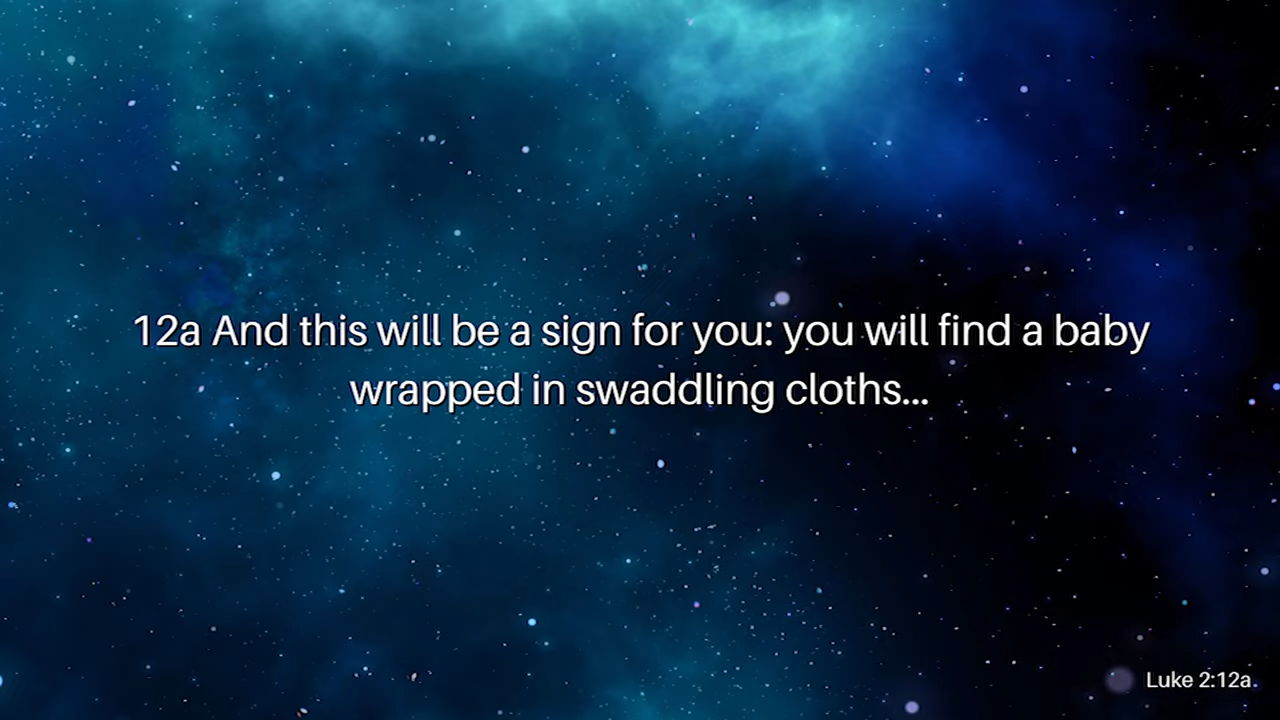 12a And this will be a sign for you: you will find a baby
wrapped in swaddling cloths...
Luke 2:12a